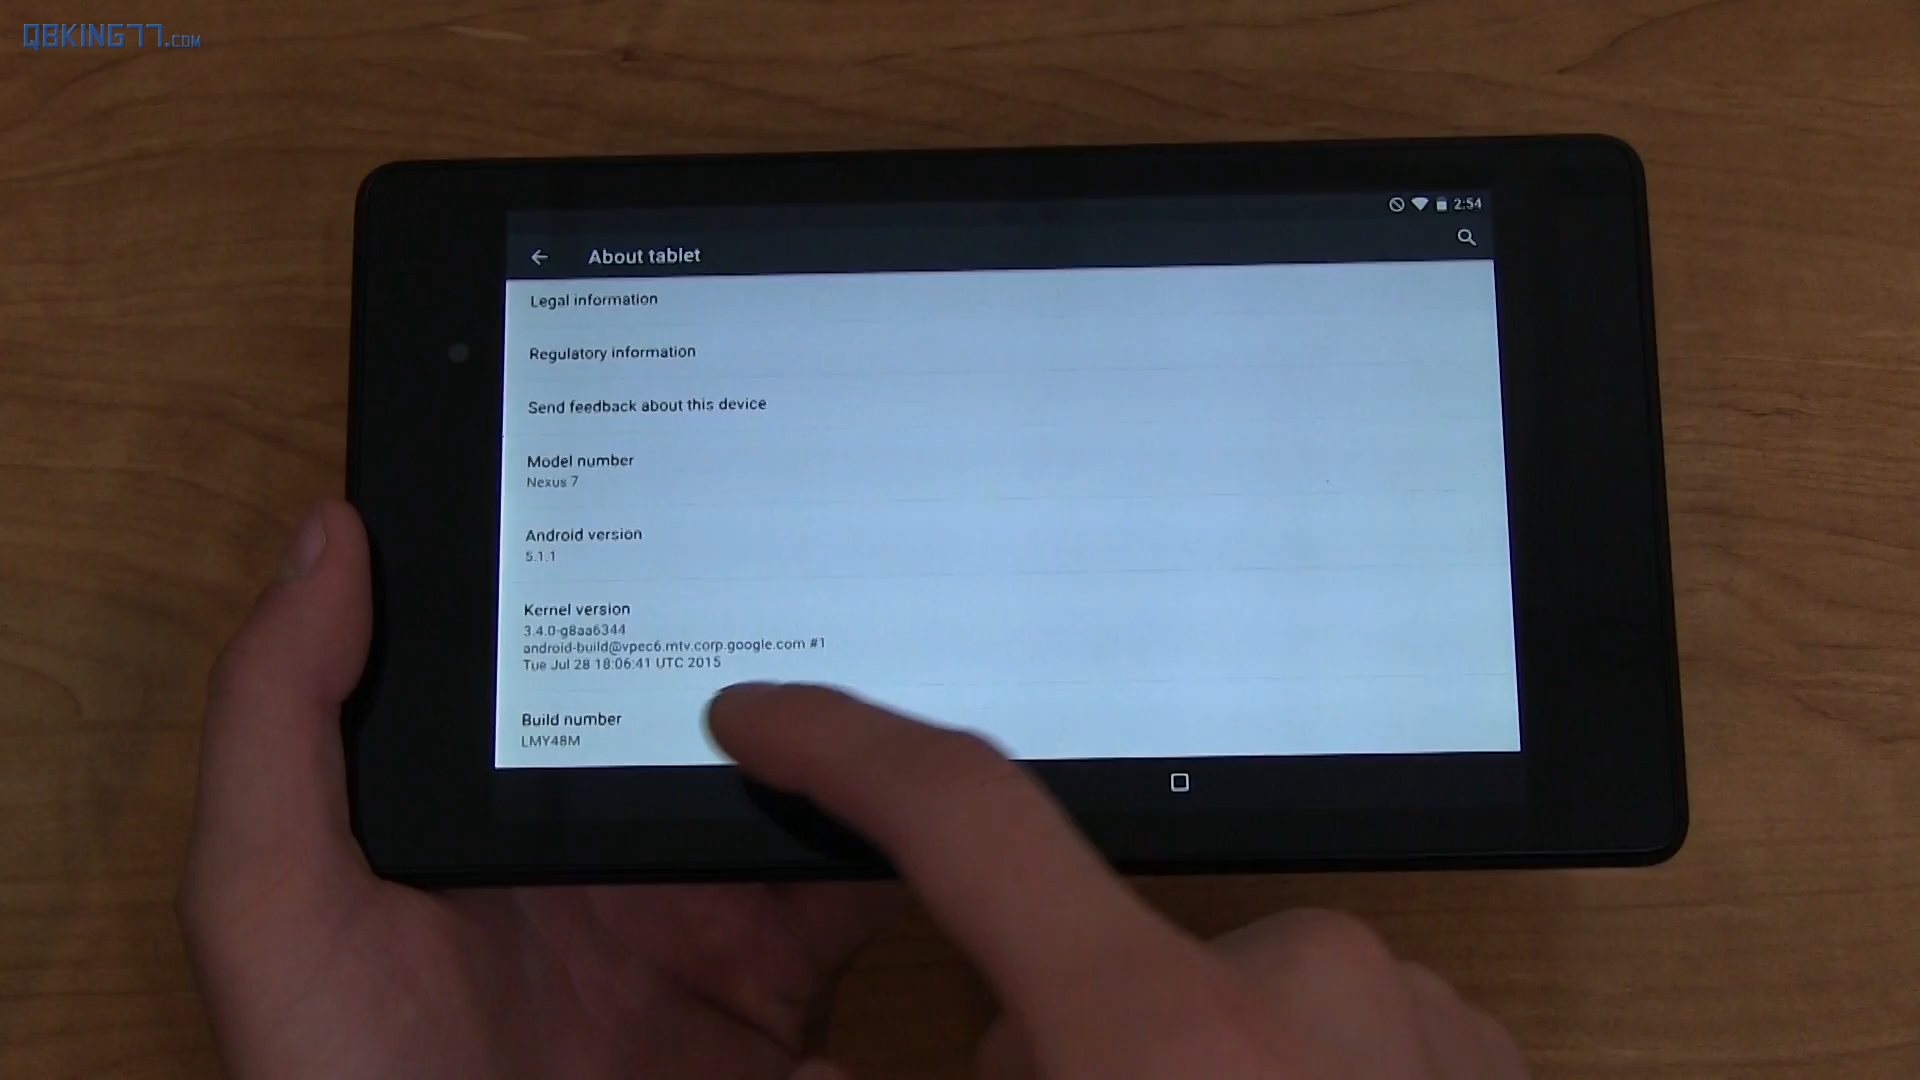 QBKING77.COM
2:54
About tablet
Legal information
Regulatory information
Send feedback about this device
Model number
Nexus 7
Android version
5.1.1
Kernel version
3.4.0-g8aa6344
android-build@vpec6.mtv.corp.google.com #1
Tue Jul 28 18:06:41 UTC 2015
Build number
LMY48M